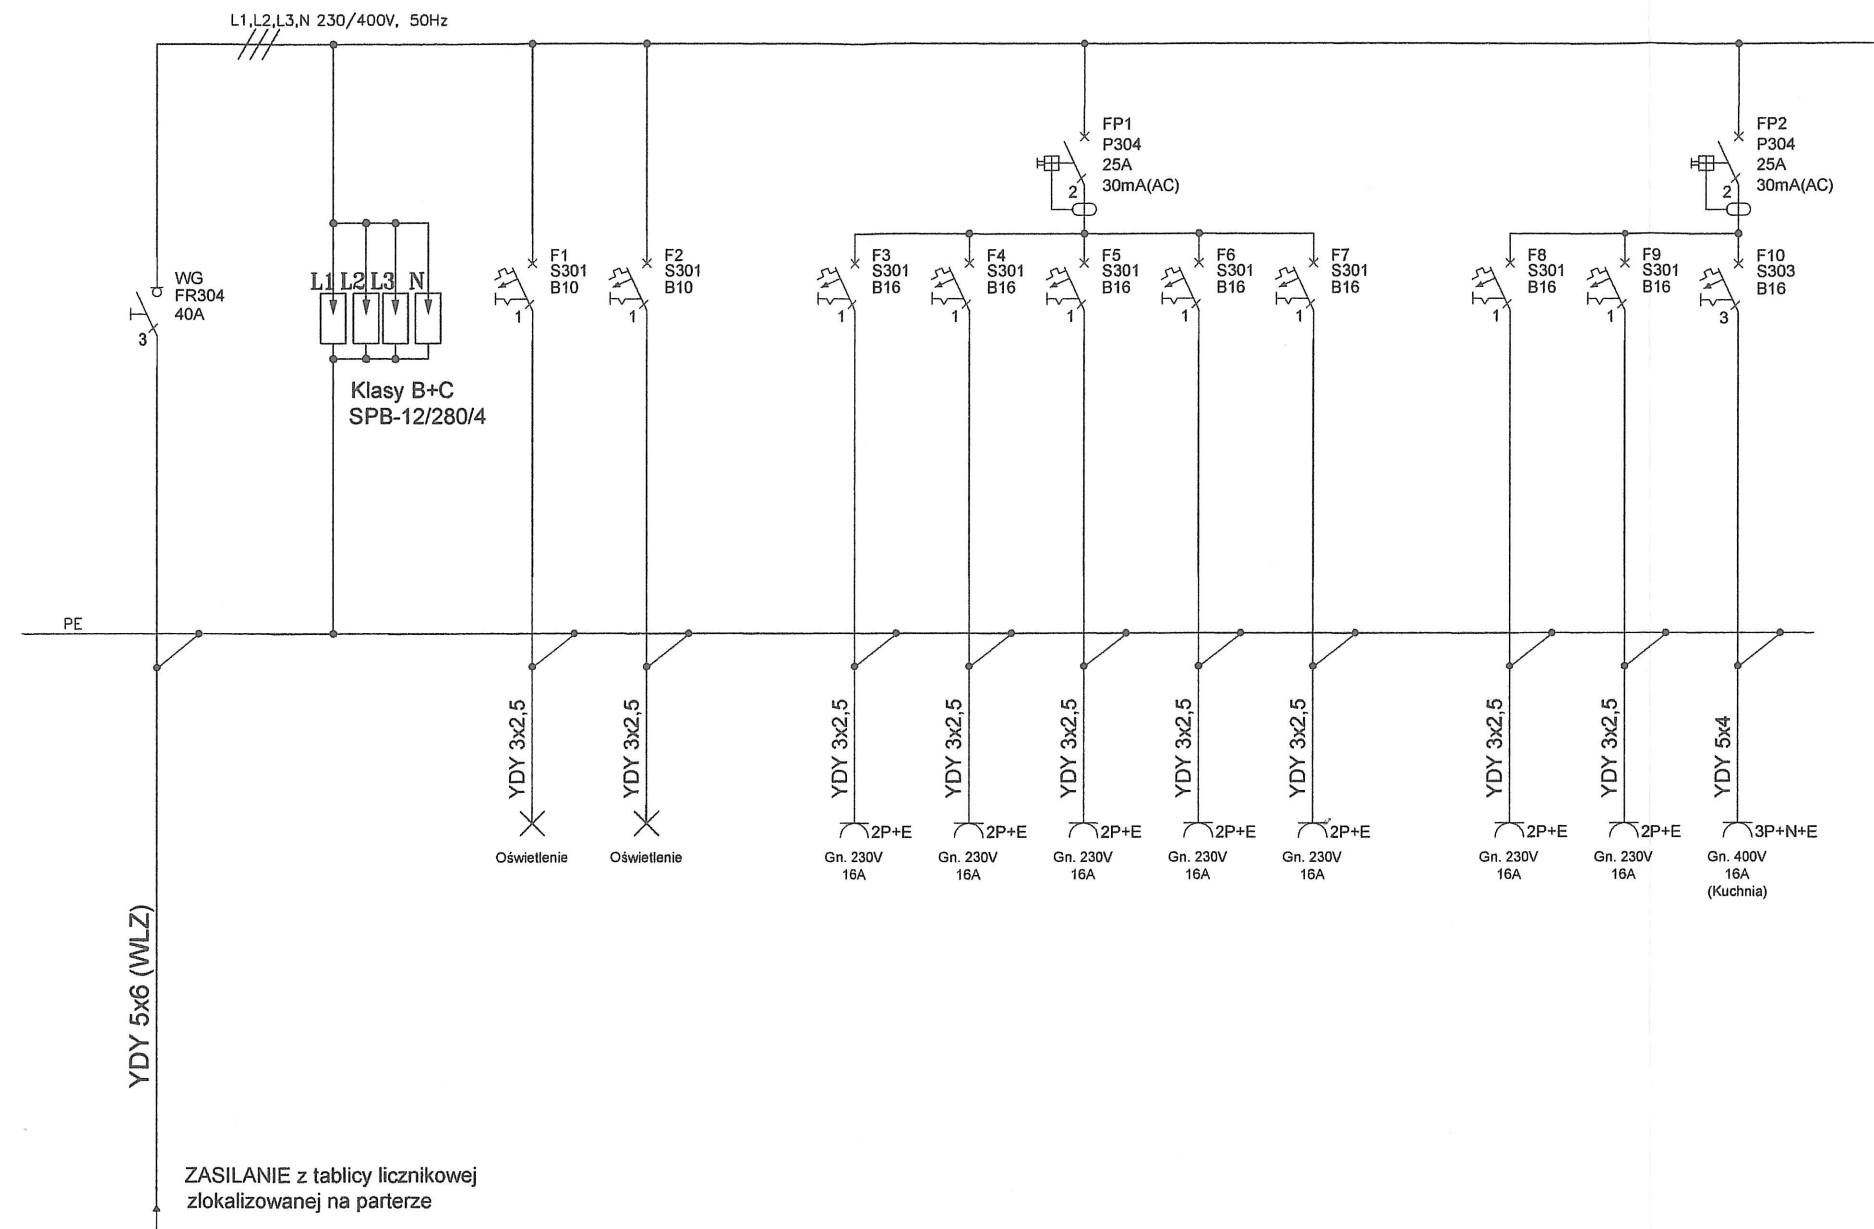 L1,L2,L3,N 230/400V, 50Hz
WG
FR304
40A
3
L1 L2 L3 N
Klasy B+C
SPB-12/280/4
F1
S301
B10
1
F2
S301
B10
1
FP1
P304
25A
30mA(AC)
2
F3
S301
B16
1
F4
S301
B16
1
F5
S301
B16
1
F6
S301
B16
1
F7
S301
B16
1
FP2
P304
25A
30mA(AC)
2
F8
S301
B16
1
F9
S301
B16
1
F10
S303
B16
3
PE
YDY 3x2,5
YDY 3x2,5
YDY 3x2,5
YDY 3x2,5
YDY 3x2,5
YDY 3x2,5
YDY 3x2,5
YDY 3x2,5
YDY 3x2,5
YDY 5x4
Oświetlenie
Oświetlenie
2P+E
Gn. 230V
16A
2P+E
Gn. 230V
16A
2P+E
Gn. 230V
16A
2P+E
Gn. 230V
16A
2P+E
Gn. 230V
16A
2P+E
Gn. 230V
16A
2P+E
Gn. 230V
16A
3P+N+E
Gn. 400V
16A
(Kuchnia)
YDY 5x6 (WLZ)
ZASILANIE z tablicy licznikowej
zlokalizowanej na parterze